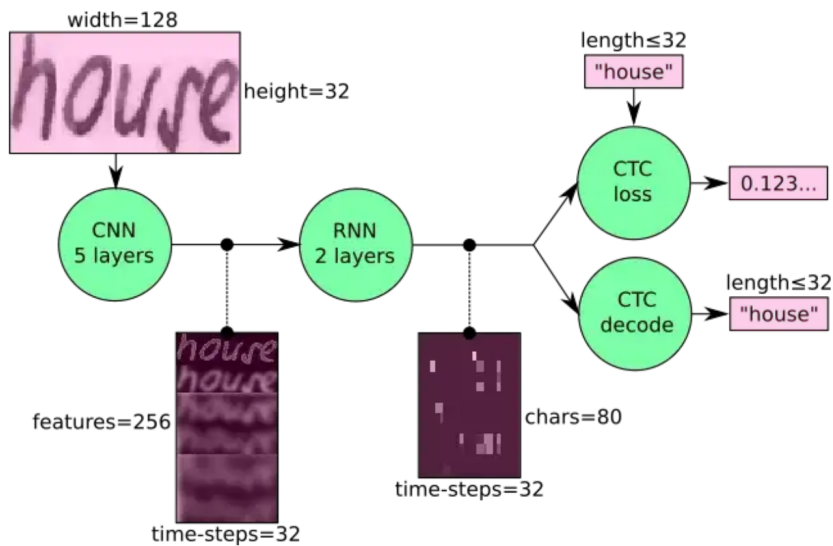 width=128
house
height=32
CNN
5 layers
RNN
2 layers
length≤32
"house"
CTC
loss
0.123...
CTC
decode
length≤32
"house"
house
house
house
features=256
time-steps=32
chars=80
time-steps=32